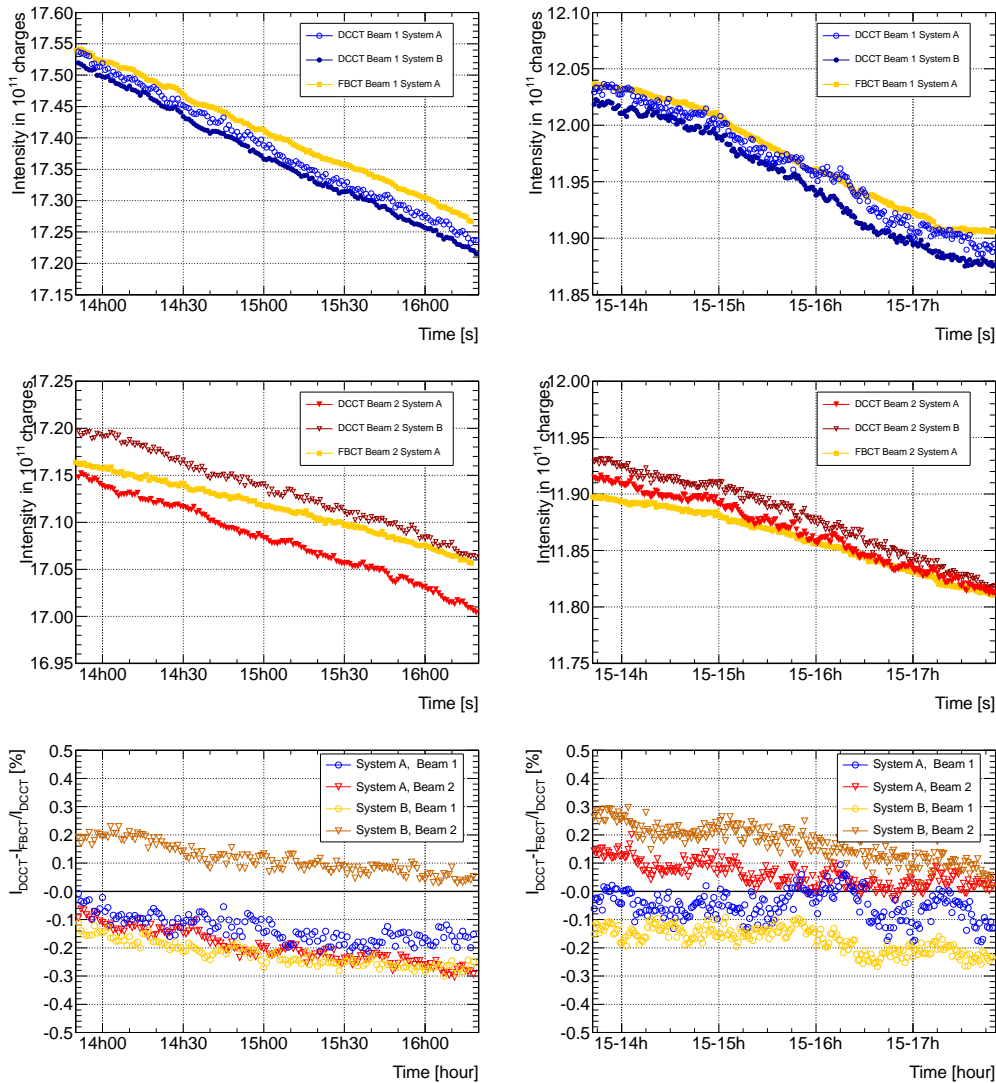 Intensity in 10^11 charges
17.60
17.55
17.50
17.45
17.40
17.35
17.30
17.25
17.20
17.15
DCCT Beam 1 System A
DCCT Beam 1 System B
FBCT Beam 1 System A
14h00 14h30 15h00 15h30 16h00
Time [s]
Intensity in 10^11 charges
12.10
12.05
12.00
11.95
11.90
11.85
DCCT Beam 1 System A
DCCT Beam 1 System B
FBCT Beam 1 System A
15-14h 15-15h 15-16h 15-17h
Time [s]
Intensity in 10^11 charges
17.25
17.20
17.15
17.10
17.05
17.00
16.95
DCCT Beam 2 System A
DCCT Beam 2 System B
FBCT Beam 2 System A
14h00 14h30 15h00 15h30 16h00
Time [s]
Intensity in 10^11 charges
12.00
11.95
11.90
11.85
11.80
11.75
DCCT Beam 2 System A
DCCT Beam 2 System B
FBCT Beam 2 System A
15-14h 15-15h 15-16h 15-17h
Time [s]
I_DCCT-I_FBCT/I_DCCT [%]
0.5
0.4
0.3
0.2
0.1
-0.0
-0.1
-0.2
-0.3
-0.4
-0.5
System A, Beam 1
System A, Beam 2
System B, Beam 1
System B, Beam 2
14h00 14h30 15h00 15h30 16h00
Time [hour]
I_DCCT-I_FBCT/I_DCCT [%]
0.5
0.4
0.3
0.2
0.1
-0.0
-0.1
-0.2
-0.3
-0.4
-0.5
System A, Beam 1
System A, Beam 2
System B, Beam 1
System B, Beam 2
15-14h 15-15h 15-16h 15-17h
Time [hour]